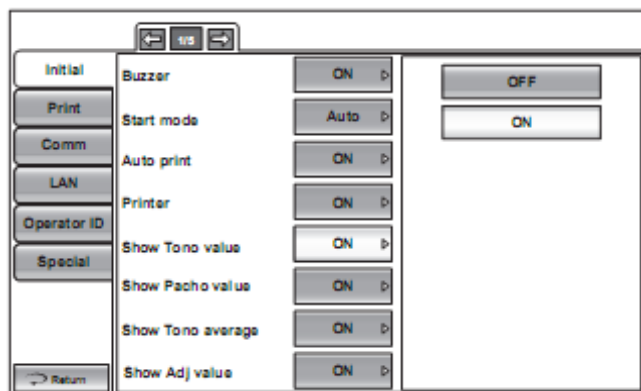 1/5
Initial
Print
Comm
LAN
Operator ID
Special
Return
Buzzer ON
Start mode Auto
Auto print ON
Printer ON
Show Tono value ON
Show Pacho value ON
Show Tono average ON
Show Adj value ON
OFF
ON